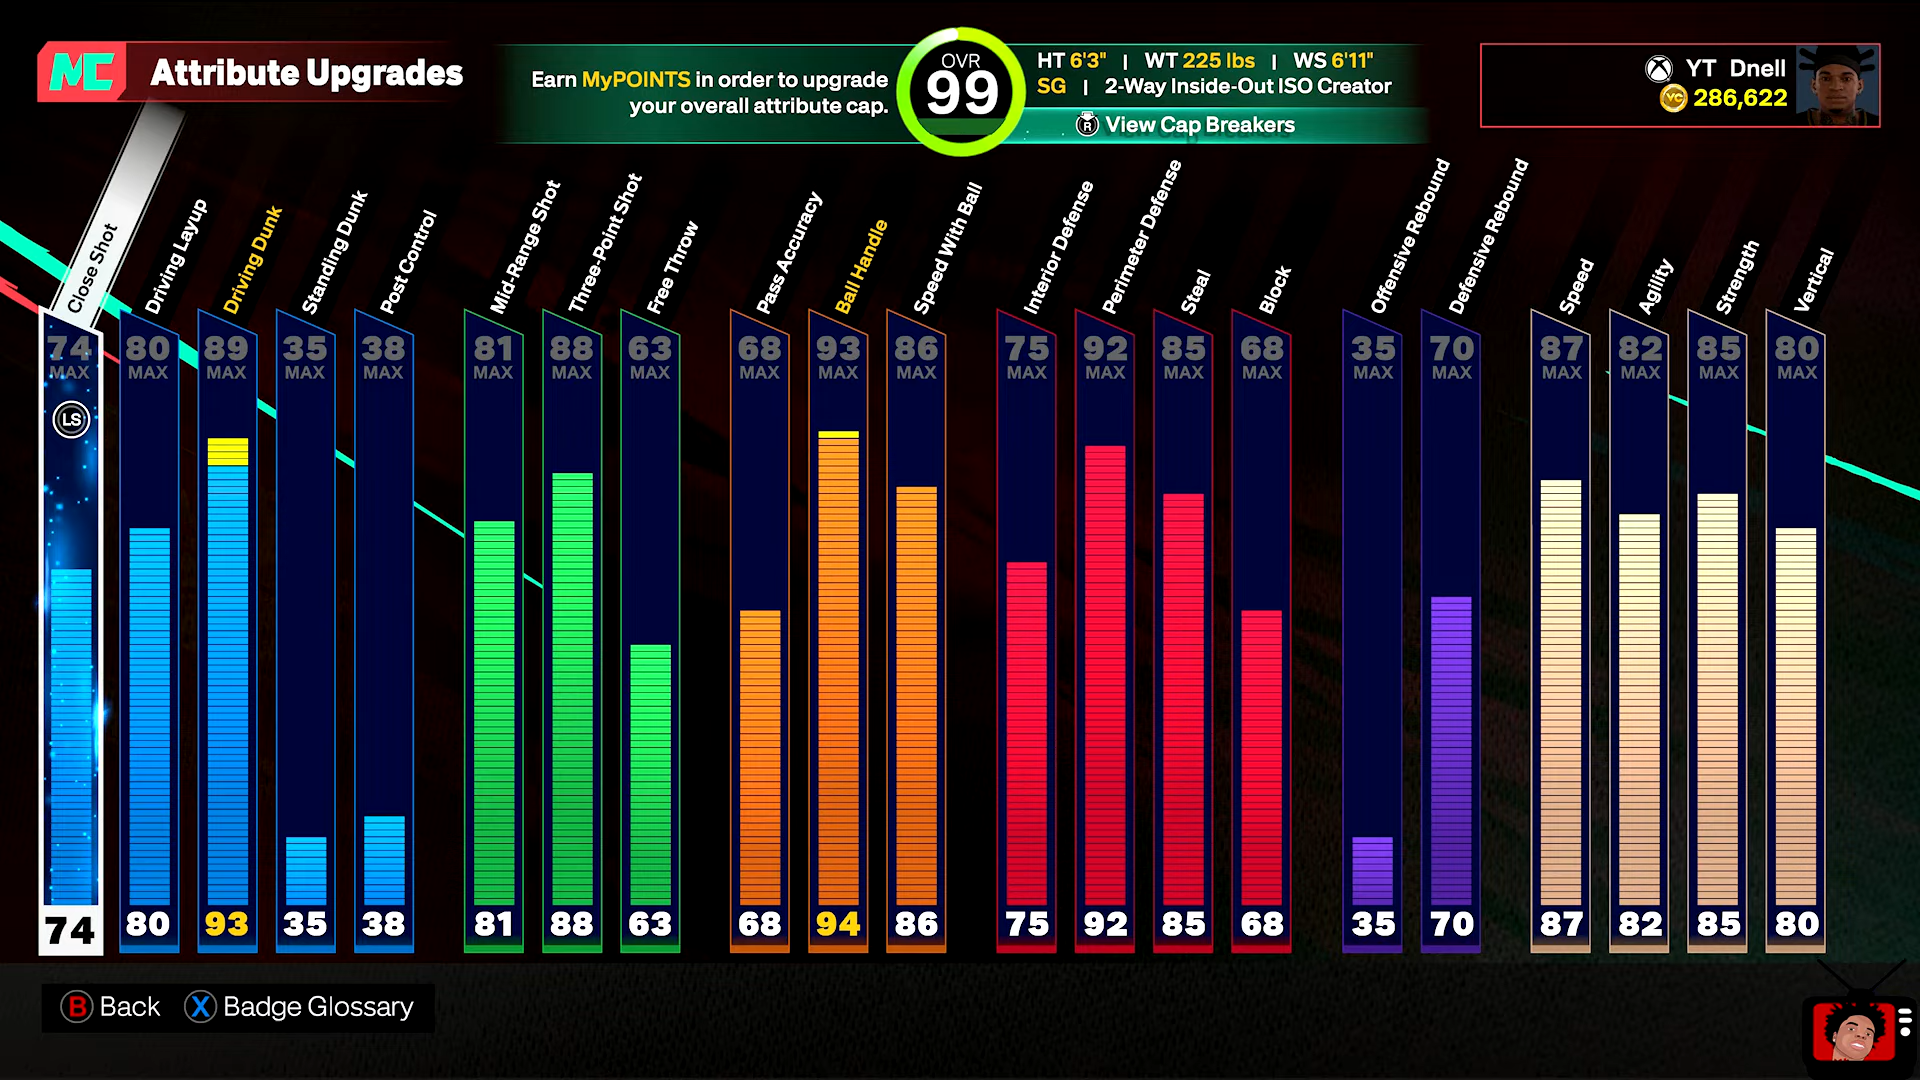 MC
Attribute Upgrades
Earn MyPOINTS in order to upgrade
your overall attribute cap.
OVR
99
HT 6'3" | WT 225 lbs | WS 6'11"
SG | 2-Way Inside-Out ISO Creator
R View Cap Breakers
YT Dnell
VC 286,622
Close Shot
Driving Layup
Driving Dunk
Standing Dunk
Post Control
Mid-Range Shot
Three-Point Shot
Free Throw
Pass Accuracy
Ball Handle
Speed With Ball
Interior Defense
Perimeter Defense
Steal
Block
Offensive Rebound
Defensive Rebound
Speed
Agility
Strength
Vertical
74 80 89 35 38 81 88 63 68 93 86 75 92 85 68 35 70 87 82 85 80
MAX MAX MAX MAX MAX MAX MAX MAX MAX MAX MAX MAX MAX MAX MAX MAX MAX MAX MAX MAX MAX
LS
74 80 93 35 38 81 88 63 68 94 86 75 92 85 68 35 70 87 82 85 80
B Back X Badge Glossary